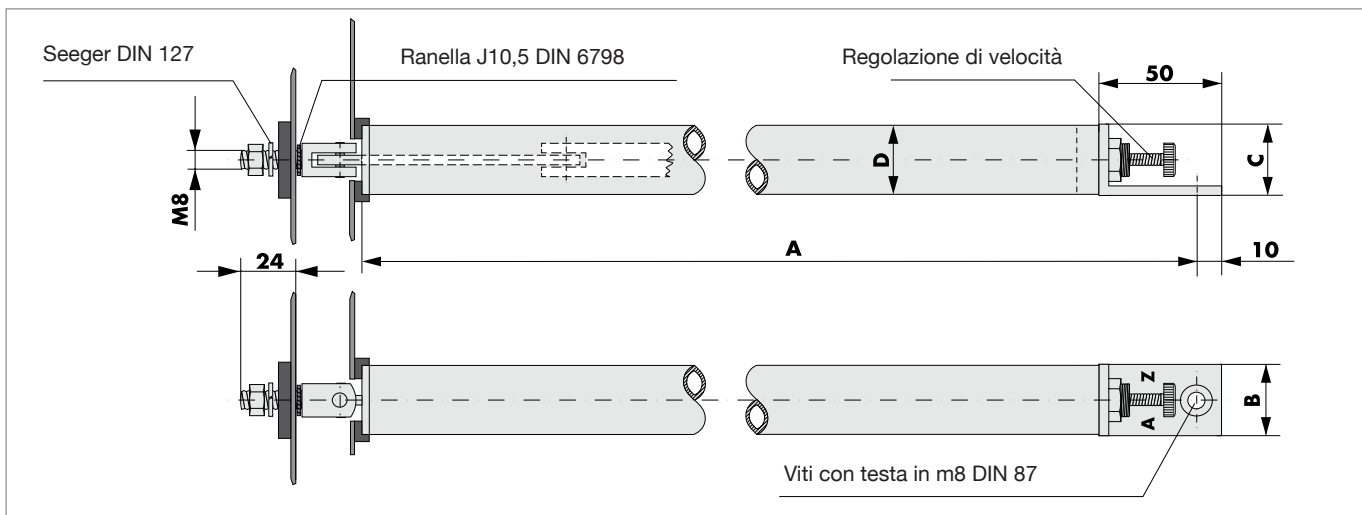 Seeger DIN 127
Ranella J10,5 DIN 6798
Regolazione di velocità
50
M8
D
C
A
24
10
Z
A
B
Viti con testa in m8 DIN 87